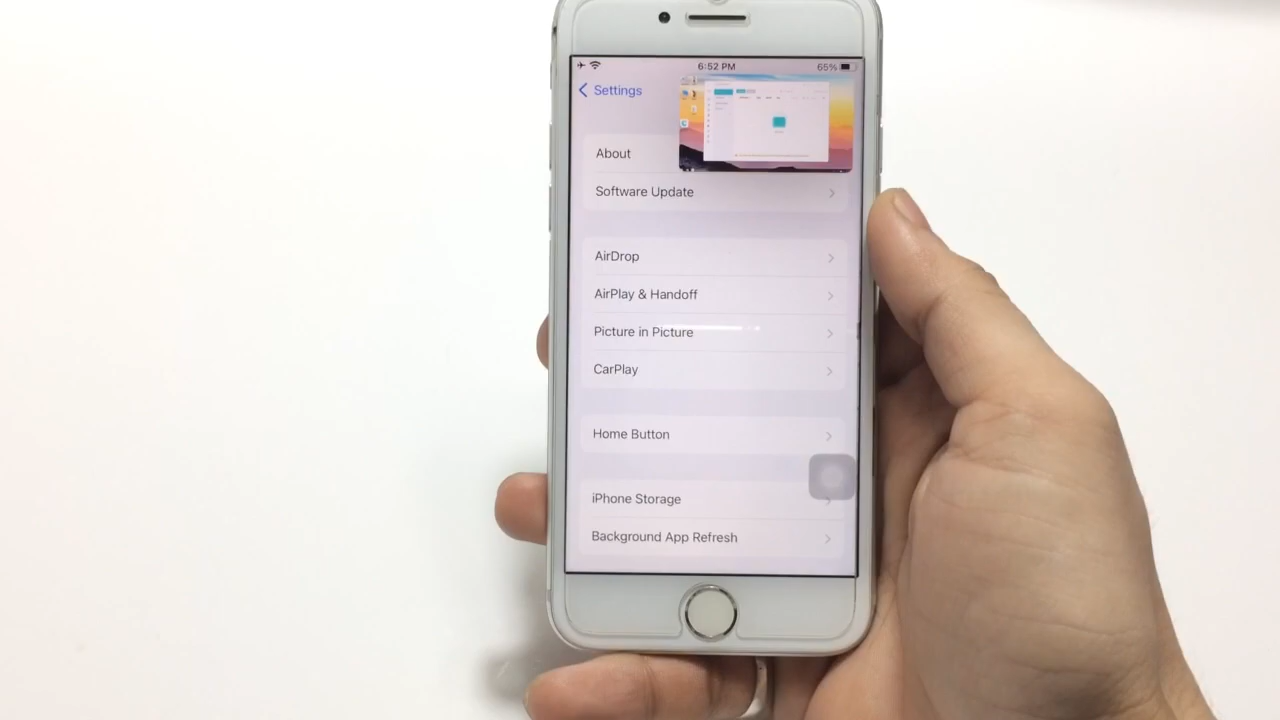 6:52 PM
65%
Settings
About
Software Update
AirDrop
AirPlay & Handoff
Picture in Picture
CarPlay
Home Button
iPhone Storage
Background App Refresh